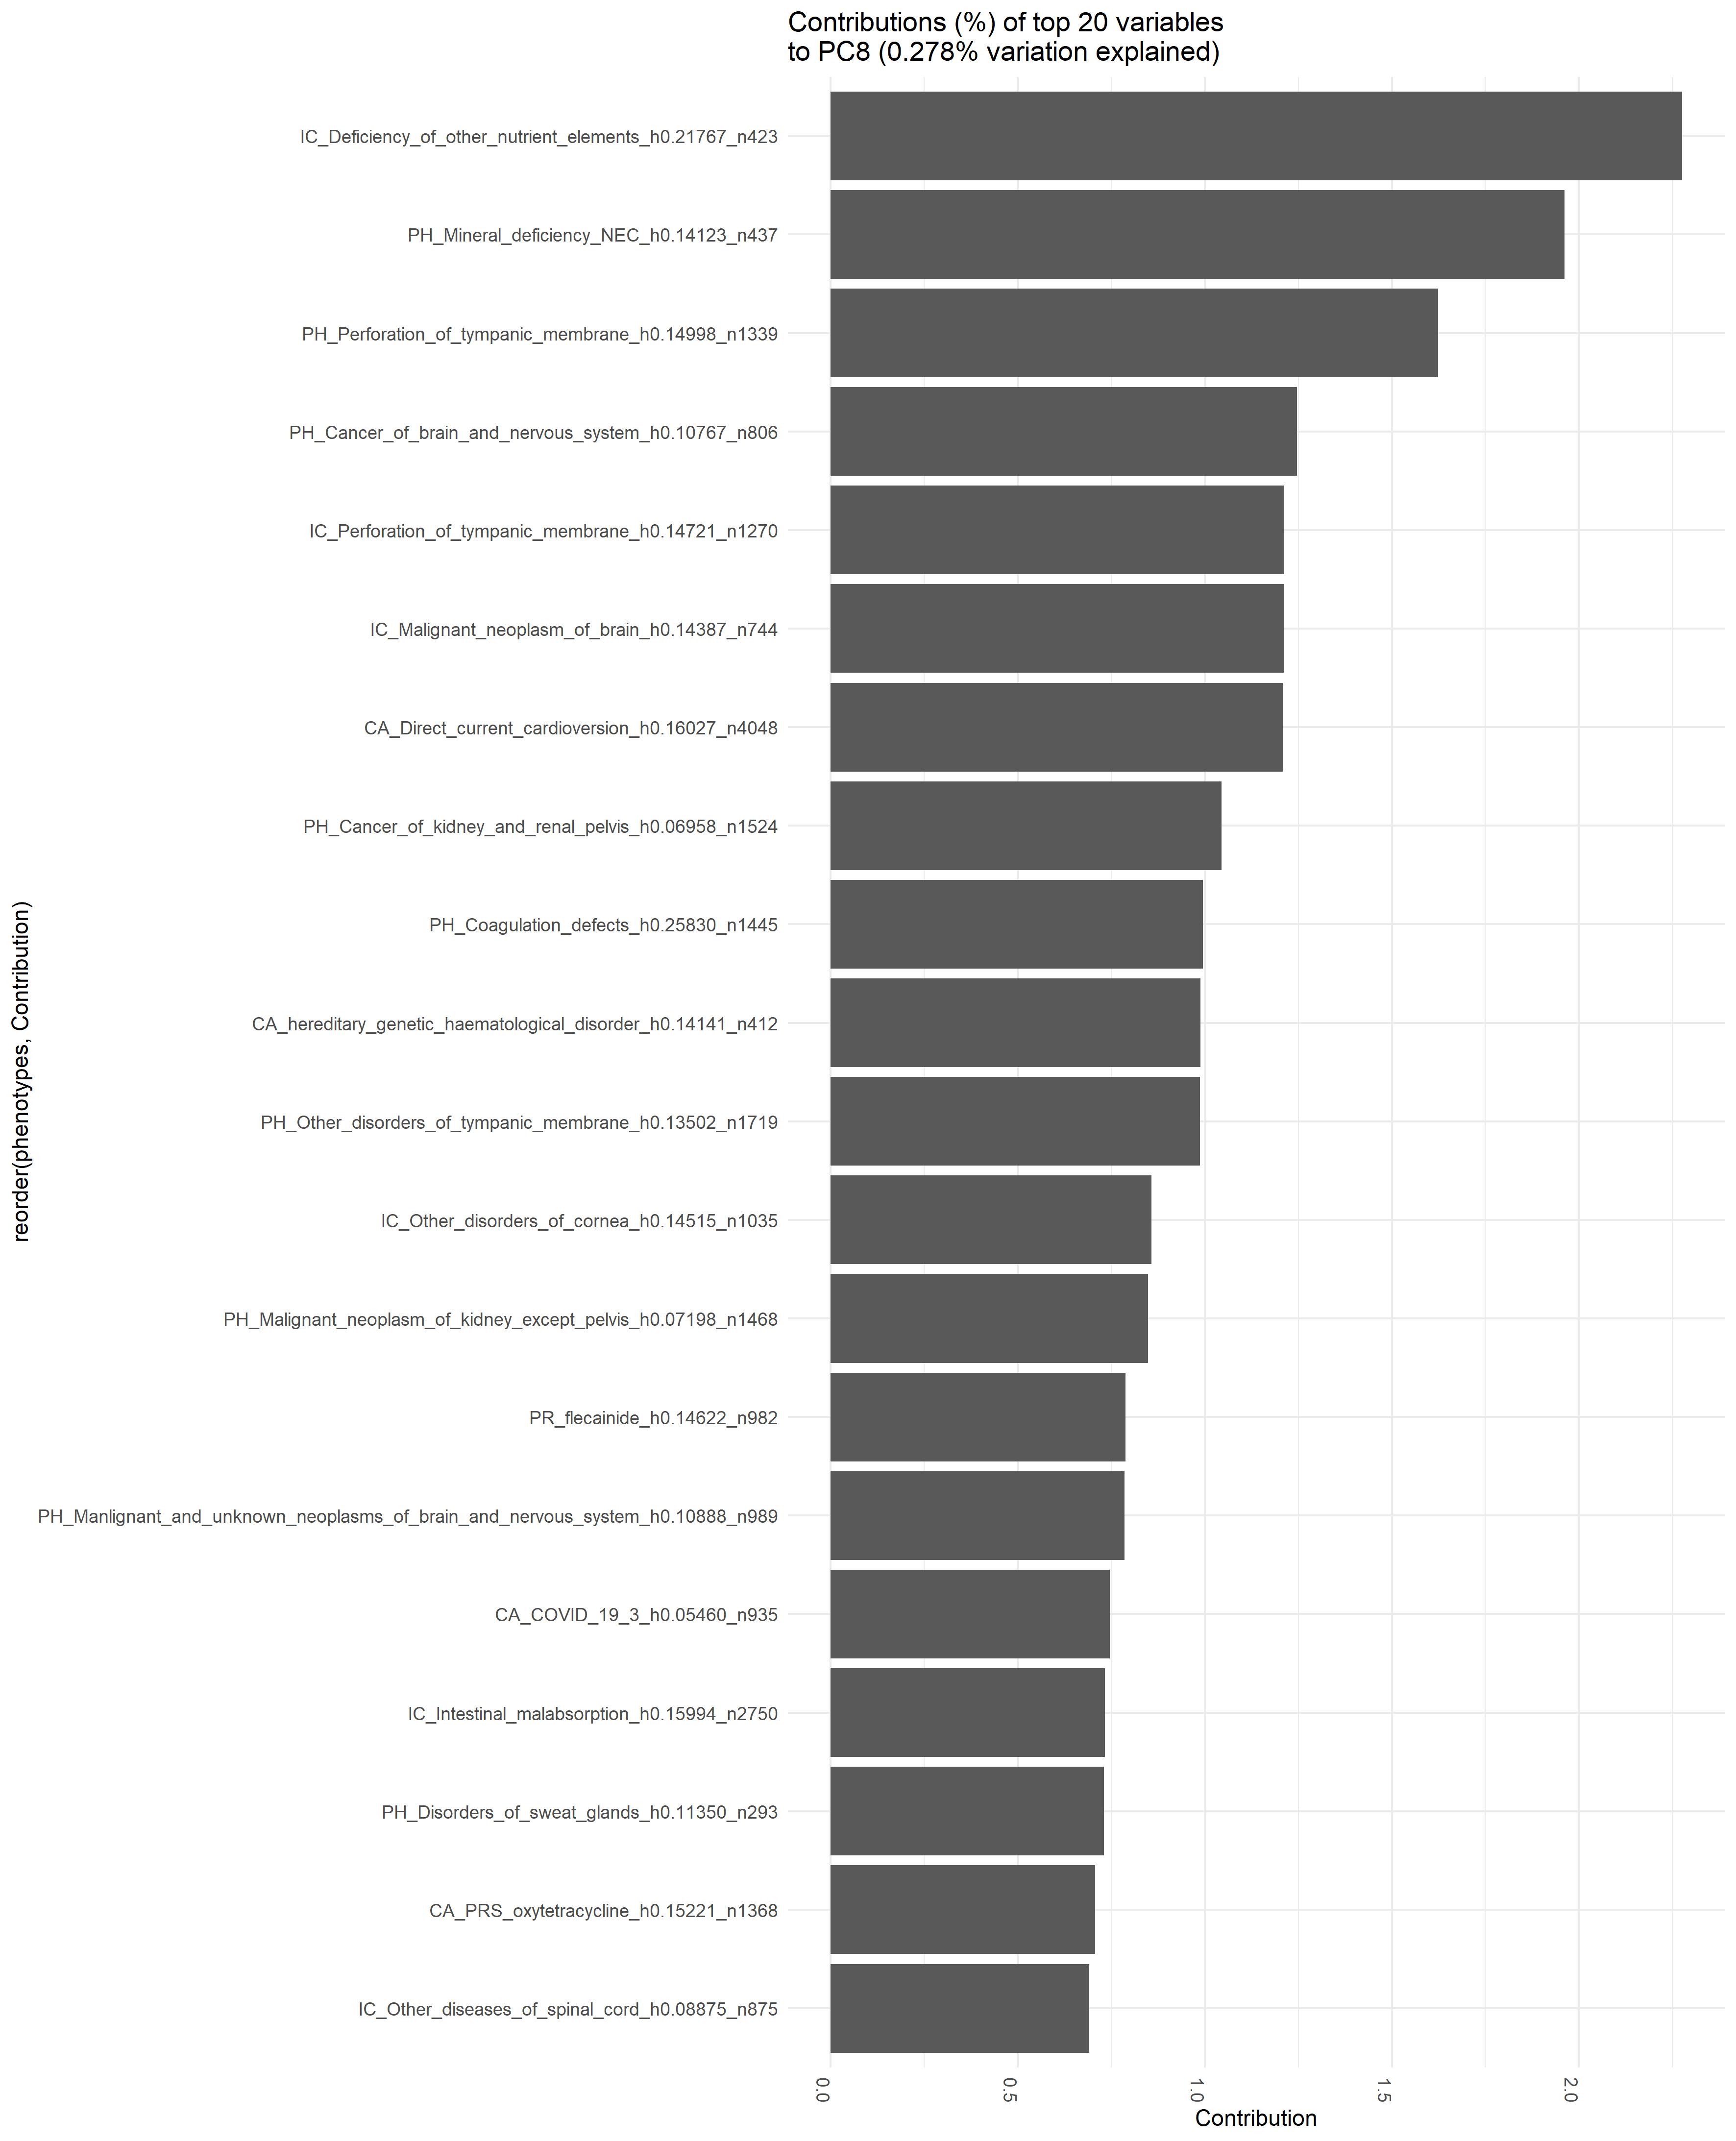 Contributions (%) of top 20 variables
to PC8 (0.278% variation explained)
IC_Deficiency_of_other_nutrient_elements_h0.21767_n423
PH_Mineral_deficiency_NEC_h0.14123_n437
PH_Perforation_of_tympanic_membrane_h0.14998_n1339
PH_Cancer_of_brain_and_nervous_system_h0.10767_n806
IC_Perforation_of_tympanic_membrane_h0.14721_n1270
IC_Malignant_neoplasm_of_brain_h0.14387_n744
CA_Direct_current_cardioversion_h0.16027_n4048
PH_Cancer_of_kidney_and_renal_pelvis_h0.06958_n1524
PH_Coagulation_defects_h0.25830_n1445
CA_hereditary_genetic_haematological_disorder_h0.14141_n412
PH_Other_disorders_of_tympanic_membrane_h0.13502_n1719
IC_Other_disorders_of_cornea_h0.14515_n1035
PH_Malignant_neoplasm_of_kidney_except_pelvis_h0.07198_n1468
PR_flecainide_h0.14622_n982
PH_Manlignant_and_unknown_neoplasms_of_brain_and_nervous_system_h0.10888_n989
CA_COVID_19_3_h0.05460_n935
IC_Intestinal_malabsorption_h0.15994_n2750
PH_Disorders_of_sweat_glands_h0.11350_n293
CA_PRS_oxytetracycline_h0.15221_n1368
IC_Other_diseases_of_spinal_cord_h0.08875_n875
reorder(phenotypes, Contribution)
0.0
0.5
1.0
1.5
2.0
Contribution